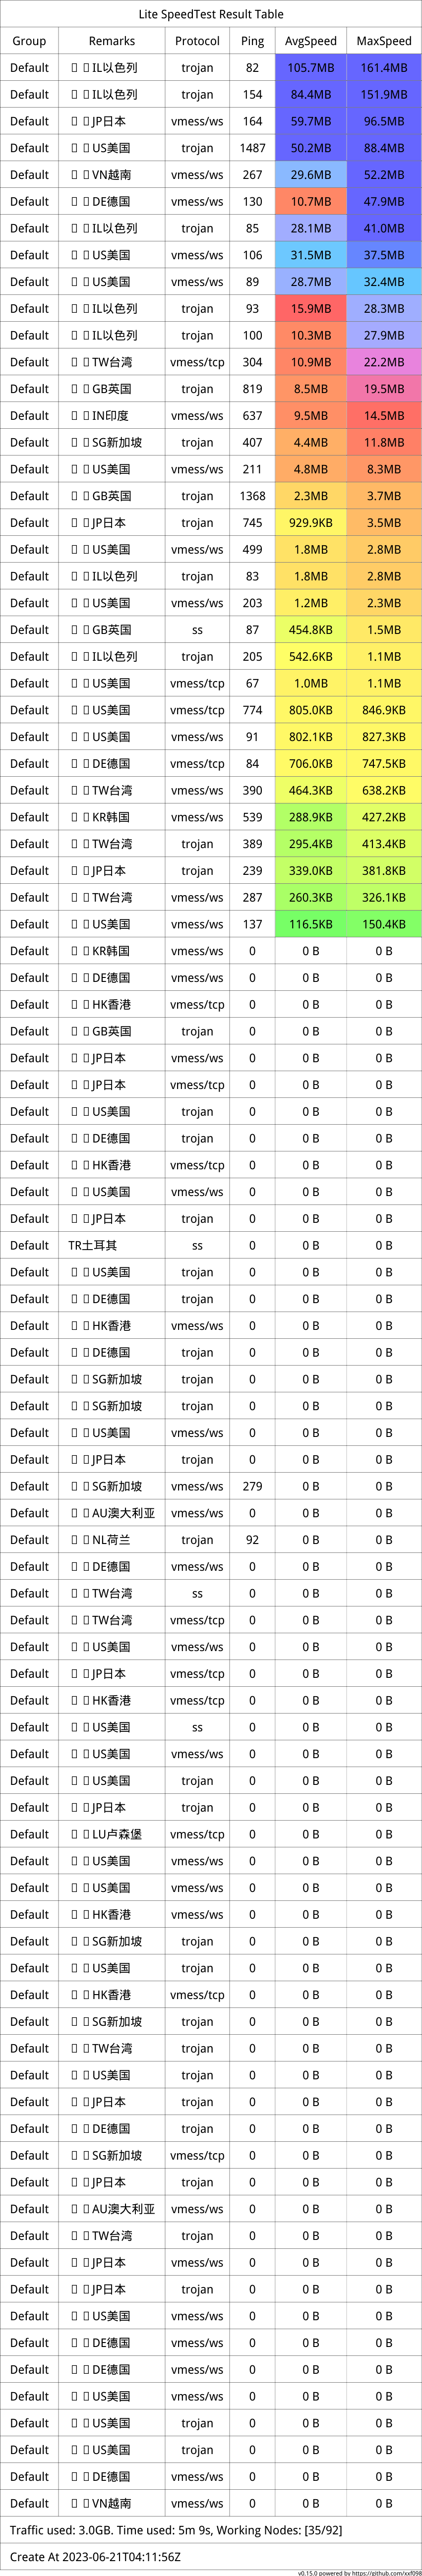 Lite SpeedTest Result Table
Group Remarks Protocol Ping AvgSpeed MaxSpeed
Default IL以色列 trojan 82 105.7MB 161.4MB
Default IL以色列 trojan 154 84.4MB 151.9MB
Default JP日本 vmess/ws 164 59.7MB 96.5MB
Default US美国 trojan 1487 50.2MB 88.4MB
Default VN越南 vmess/ws 267 29.6MB 52.2MB
Default DE德国 vmess/ws 130 10.7MB 47.9MB
Default IL以色列 trojan 85 28.1MB 41.0MB
Default US美国 vmess/ws 106 31.5MB 37.5MB
Default US美国 vmess/ws 89 28.7MB 32.4MB
Default IL以色列 trojan 93 15.9MB 28.3MB
Default IL以色列 trojan 100 10.3MB 27.9MB
Default TW台湾 vmess/tcp 304 10.9MB 22.2MB
Default GB英国 trojan 819 8.5MB 19.5MB
Default IN印度 vmess/ws 637 9.5MB 14.5MB
Default SG新加坡 trojan 407 4.4MB 11.8MB
Default US美国 vmess/ws 211 4.8MB 8.3MB
Default GB英国 trojan 1368 2.3MB 3.7MB
Default JP日本 trojan 745 929.9KB 3.5MB
Default US美国 vmess/ws 499 1.8MB 2.8MB
Default IL以色列 trojan 83 1.8MB 2.8MB
Default US美国 vmess/ws 203 1.2MB 2.3MB
Default GB英国 ss 87 454.8KB 1.5MB
Default IL以色列 trojan 205 542.6KB 1.1MB
Default US美国 vmess/tcp 67 1.0MB 1.1MB
Default US美国 vmess/tcp 774 805.0KB 846.9KB
Default US美国 vmess/ws 91 802.1KB 827.3KB
Default DE德国 vmess/tcp 84 706.0KB 747.5KB
Default TW台湾 vmess/ws 390 464.3KB 638.2KB
Default KR韩国 vmess/ws 539 288.9KB 427.2KB
Default TW台湾 trojan 389 295.4KB 413.4KB
Default JP日本 trojan 239 339.0KB 381.8KB
Default TW台湾 vmess/ws 287 260.3KB 326.1KB
Default US美国 vmess/ws 137 116.5KB 150.4KB
Default KR韩国 vmess/ws 0 0 B 0 B
Default DE德国 vmess/ws 0 0 B 0 B
Default HK香港 vmess/tcp 0 0 B 0 B
Default GB英国 trojan 0 0 B 0 B
Default JP日本 vmess/ws 0 0 B 0 B
Default JP日本 vmess/tcp 0 0 B 0 B
Default US美国 trojan 0 0 B 0 B
Default DE德国 trojan 0 0 B 0 B
Default HK香港 vmess/tcp 0 0 B 0 B
Default US美国 vmess/ws 0 0 B 0 B
Default JP日本 trojan 0 0 B 0 B
Default TR土耳其 ss 0 0 B 0 B
Default US美国 trojan 0 0 B 0 B
Default DE德国 trojan 0 0 B 0 B
Default HK香港 vmess/ws 0 0 B 0 B
Default DE德国 trojan 0 0 B 0 B
Default SG新加坡 trojan 0 0 B 0 B
Default SG新加坡 trojan 0 0 B 0 B
Default US美国 vmess/ws 0 0 B 0 B
Default JP日本 trojan 0 0 B 0 B
Default SG新加坡 vmess/ws 279 0 B 0 B
Default AU澳大利亚 vmess/ws 0 0 B 0 B
Default NL荷兰 trojan 92 0 B 0 B
Default DE德国 vmess/ws 0 0 B 0 B
Default TW台湾 ss 0 0 B 0 B
Default TW台湾 vmess/tcp 0 0 B 0 B
Default US美国 vmess/ws 0 0 B 0 B
Default JP日本 vmess/tcp 0 0 B 0 B
Default HK香港 vmess/tcp 0 0 B 0 B
Default US美国 ss 0 0 B 0 B
Default US美国 vmess/ws 0 0 B 0 B
Default US美国 trojan 0 0 B 0 B
Default JP日本 trojan 0 0 B 0 B
Default LU卢森堡 vmess/tcp 0 0 B 0 B
Default US美国 vmess/ws 0 0 B 0 B
Default US美国 vmess/ws 0 0 B 0 B
Default HK香港 vmess/ws 0 0 B 0 B
Default SG新加坡 trojan 0 0 B 0 B
Default US美国 trojan 0 0 B 0 B
Default HK香港 vmess/tcp 0 0 B 0 B
Default SG新加坡 trojan 0 0 B 0 B
Default TW台湾 trojan 0 0 B 0 B
Default US美国 trojan 0 0 B 0 B
Default JP日本 trojan 0 0 B 0 B
Default DE德国 trojan 0 0 B 0 B
Default SG新加坡 vmess/tcp 0 0 B 0 B
Default JP日本 trojan 0 0 B 0 B
Default AU澳大利亚 vmess/ws 0 0 B 0 B
Default TW台湾 trojan 0 0 B 0 B
Default JP日本 vmess/ws 0 0 B 0 B
Default JP日本 trojan 0 0 B 0 B
Default US美国 vmess/ws 0 0 B 0 B
Default DE德国 vmess/ws 0 0 B 0 B
Default DE德国 vmess/ws 0 0 B 0 B
Default US美国 vmess/ws 0 0 B 0 B
Default US美国 trojan 0 0 B 0 B
Default US美国 trojan 0 0 B 0 B
Default DE德国 vmess/ws 0 0 B 0 B
Default VN越南 vmess/ws 0 0 B 0 B
Traffic used: 3.0GB. Time used: 5m 9s, Working Nodes: [35/92]
Create At 2023-06-21T04:11:56Z
v0.15.0 powered by https://github.com/xxf098